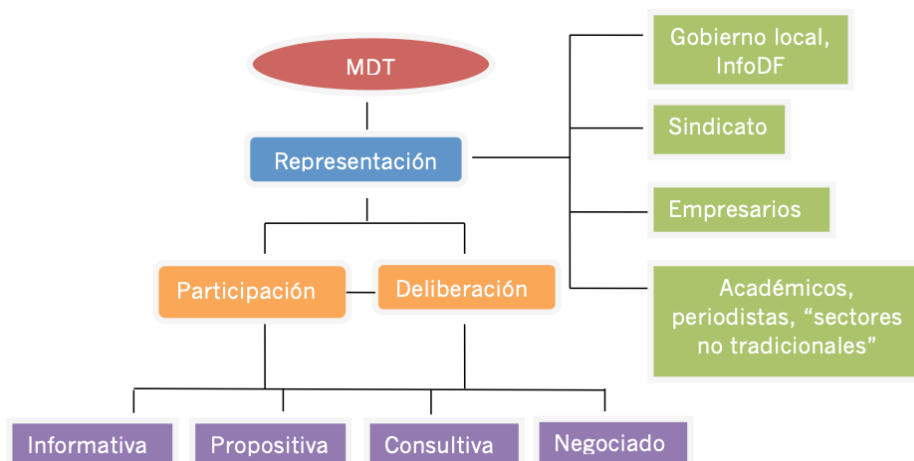 MDT
Gobierno local,
InfoDF
Representación
Sindicato
Empresarios
Participación
Deliberación
Académicos,
periodistas, “sectores
no tradicionales”
Informativa
Propositiva
Consultiva
Negociado